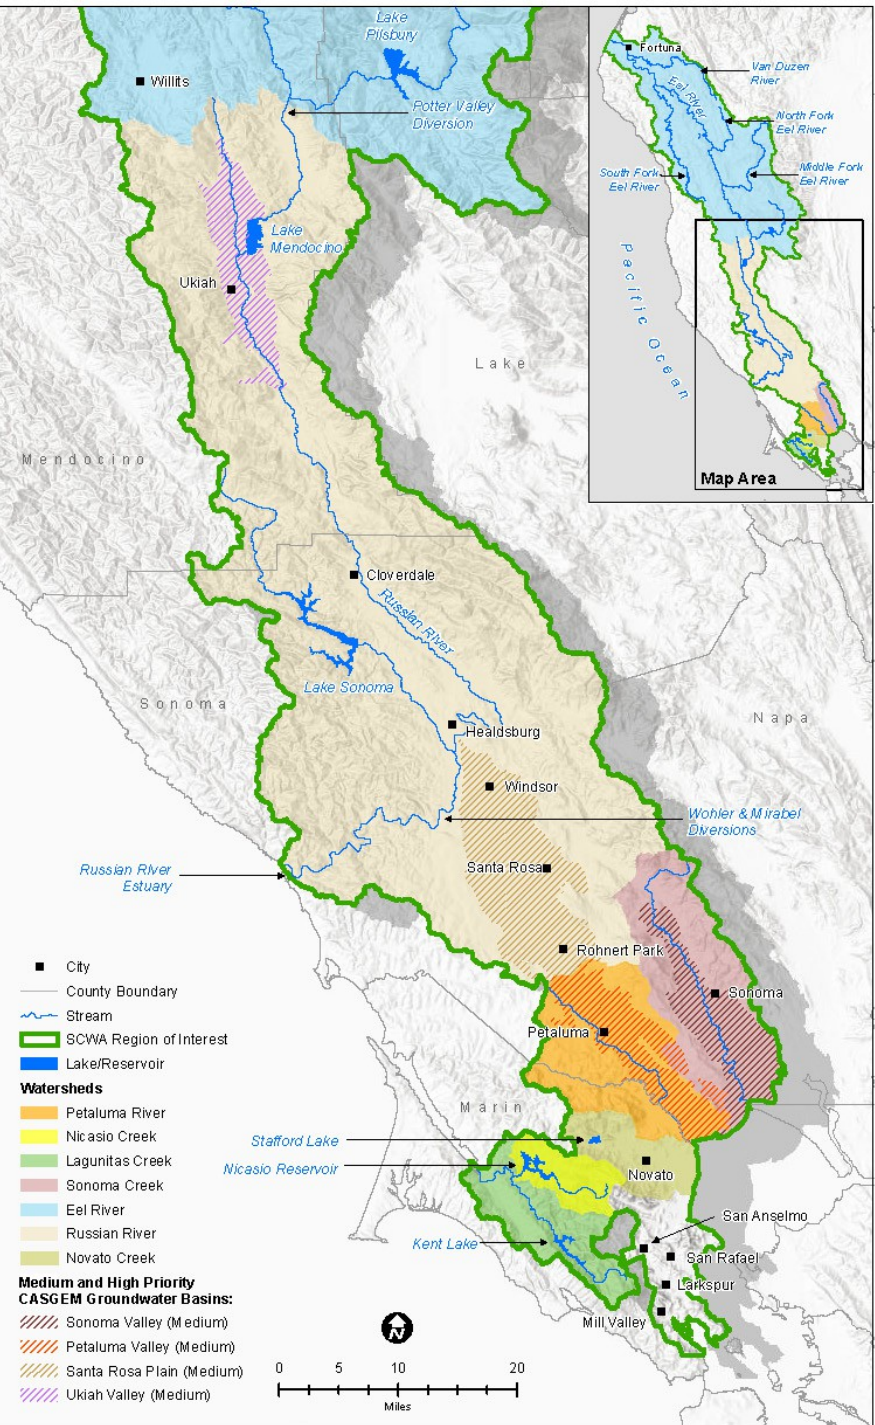 Lake
Pilsbury
Willits
Potter Valley
Diversion
Lake
Mendocino
Ukiah
Lake
Mendocino
Cloverdale
Russian River
Lake Sonoma
Sonoma
Napa
Healdsburg
Windsor
Wohler & Mirabel
Diversions
Santa Rosa
Russian River
Estuary
Rohnert Park
Sonoma
Petaluma
Marin
Stafford Lake
Nicasio Reservoir
Novato
San Anselmo
Kent Lake
San Rafael
Larkspur
Mill Valley
Fortuna
Van Duzen
River
Eel River
North Fork
Eel River
South Fork
Eel River
Middle Fork
Eel River
Pacific Ocean
Map Area
City
County Boundary
Stream
SCWA Region of Interest
Lake/Reservoir
Watersheds
Petaluma River
Nicasio Creek
Lagunitas Creek
Sonoma Creek
Eel River
Russian River
Novato Creek
Medium and High Priority
CASGEM Groundwater Basins:
Sonoma Valley (Medium)
Petaluma Valley (Medium)
Santa Rosa Plain (Medium)
Ukiah Valley (Medium)
N
0 5 10 20
Miles